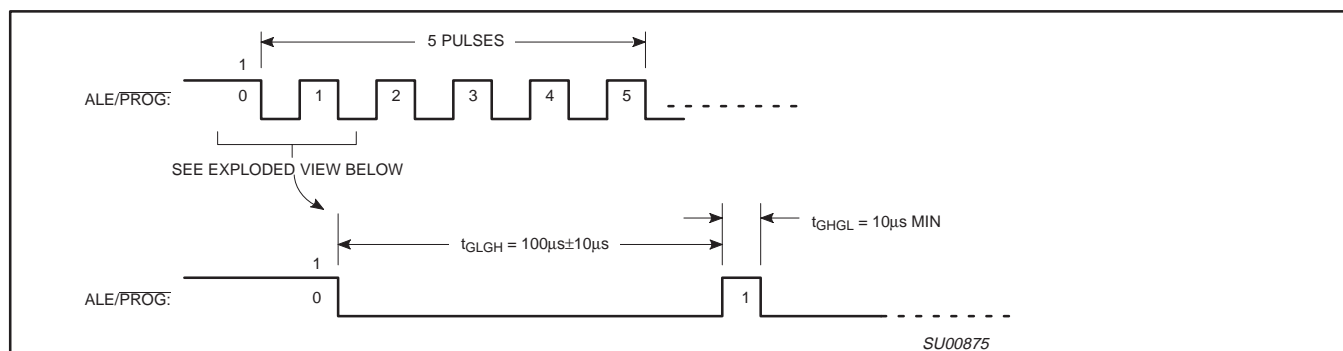 5 PULSES
1
ALE/PROG:
0 1 2 3 4 5
SEE EXPLODED VIEW BELOW
tGHGL = 10μs MIN
tGLGH = 100μs±10μs
1
ALE/PROG:
0 1
SU00875